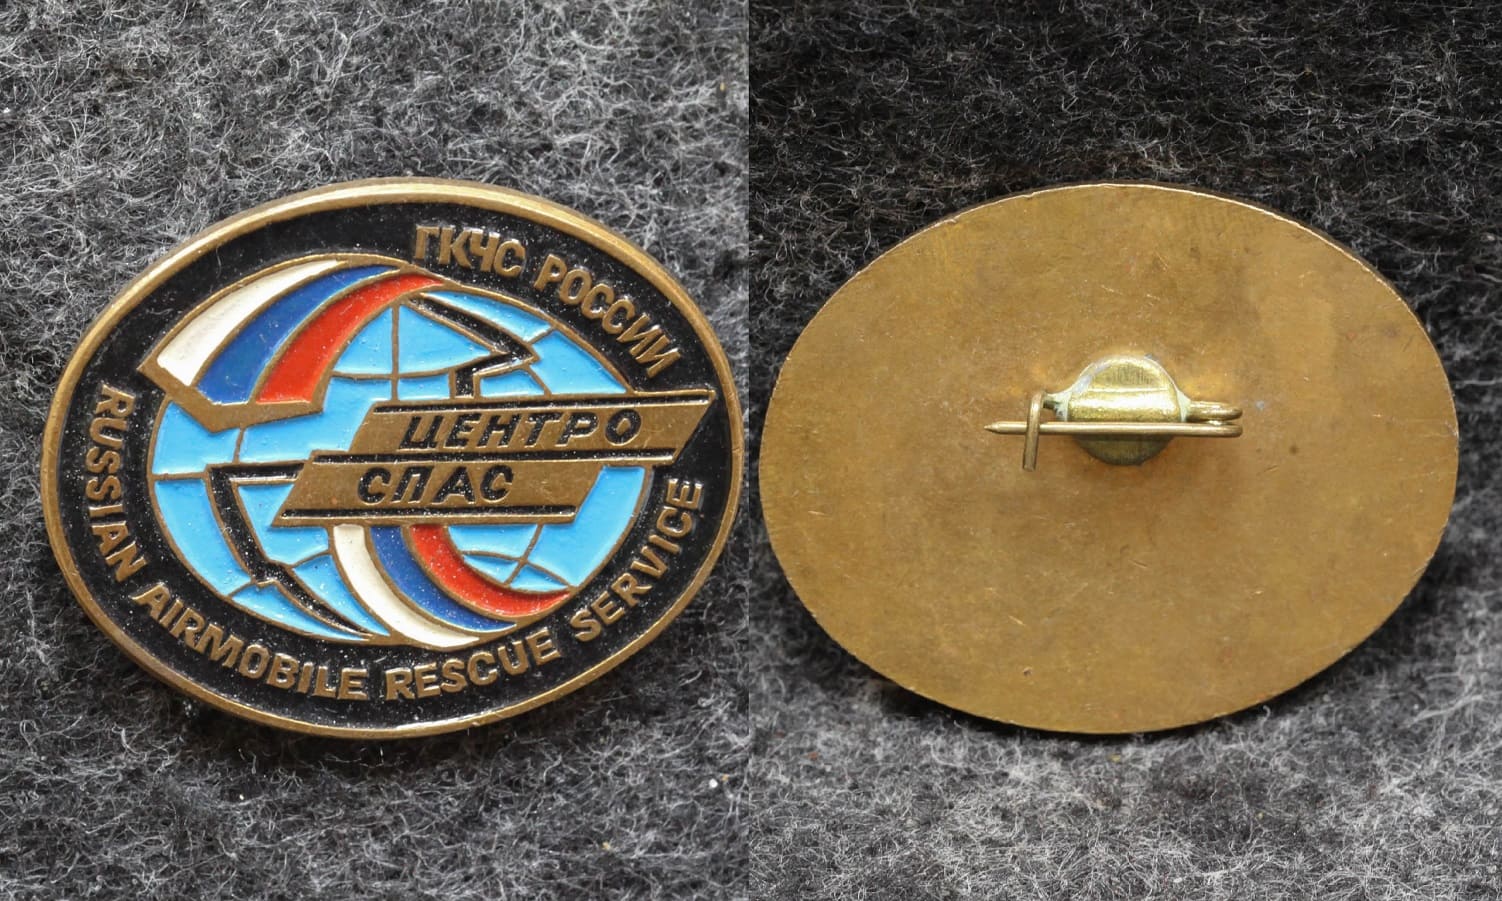 ГКЧС РОССИИ
ЦЕНТРО
СПАС
RUSSIAN AIRMOBILE RESCUE SERVICE